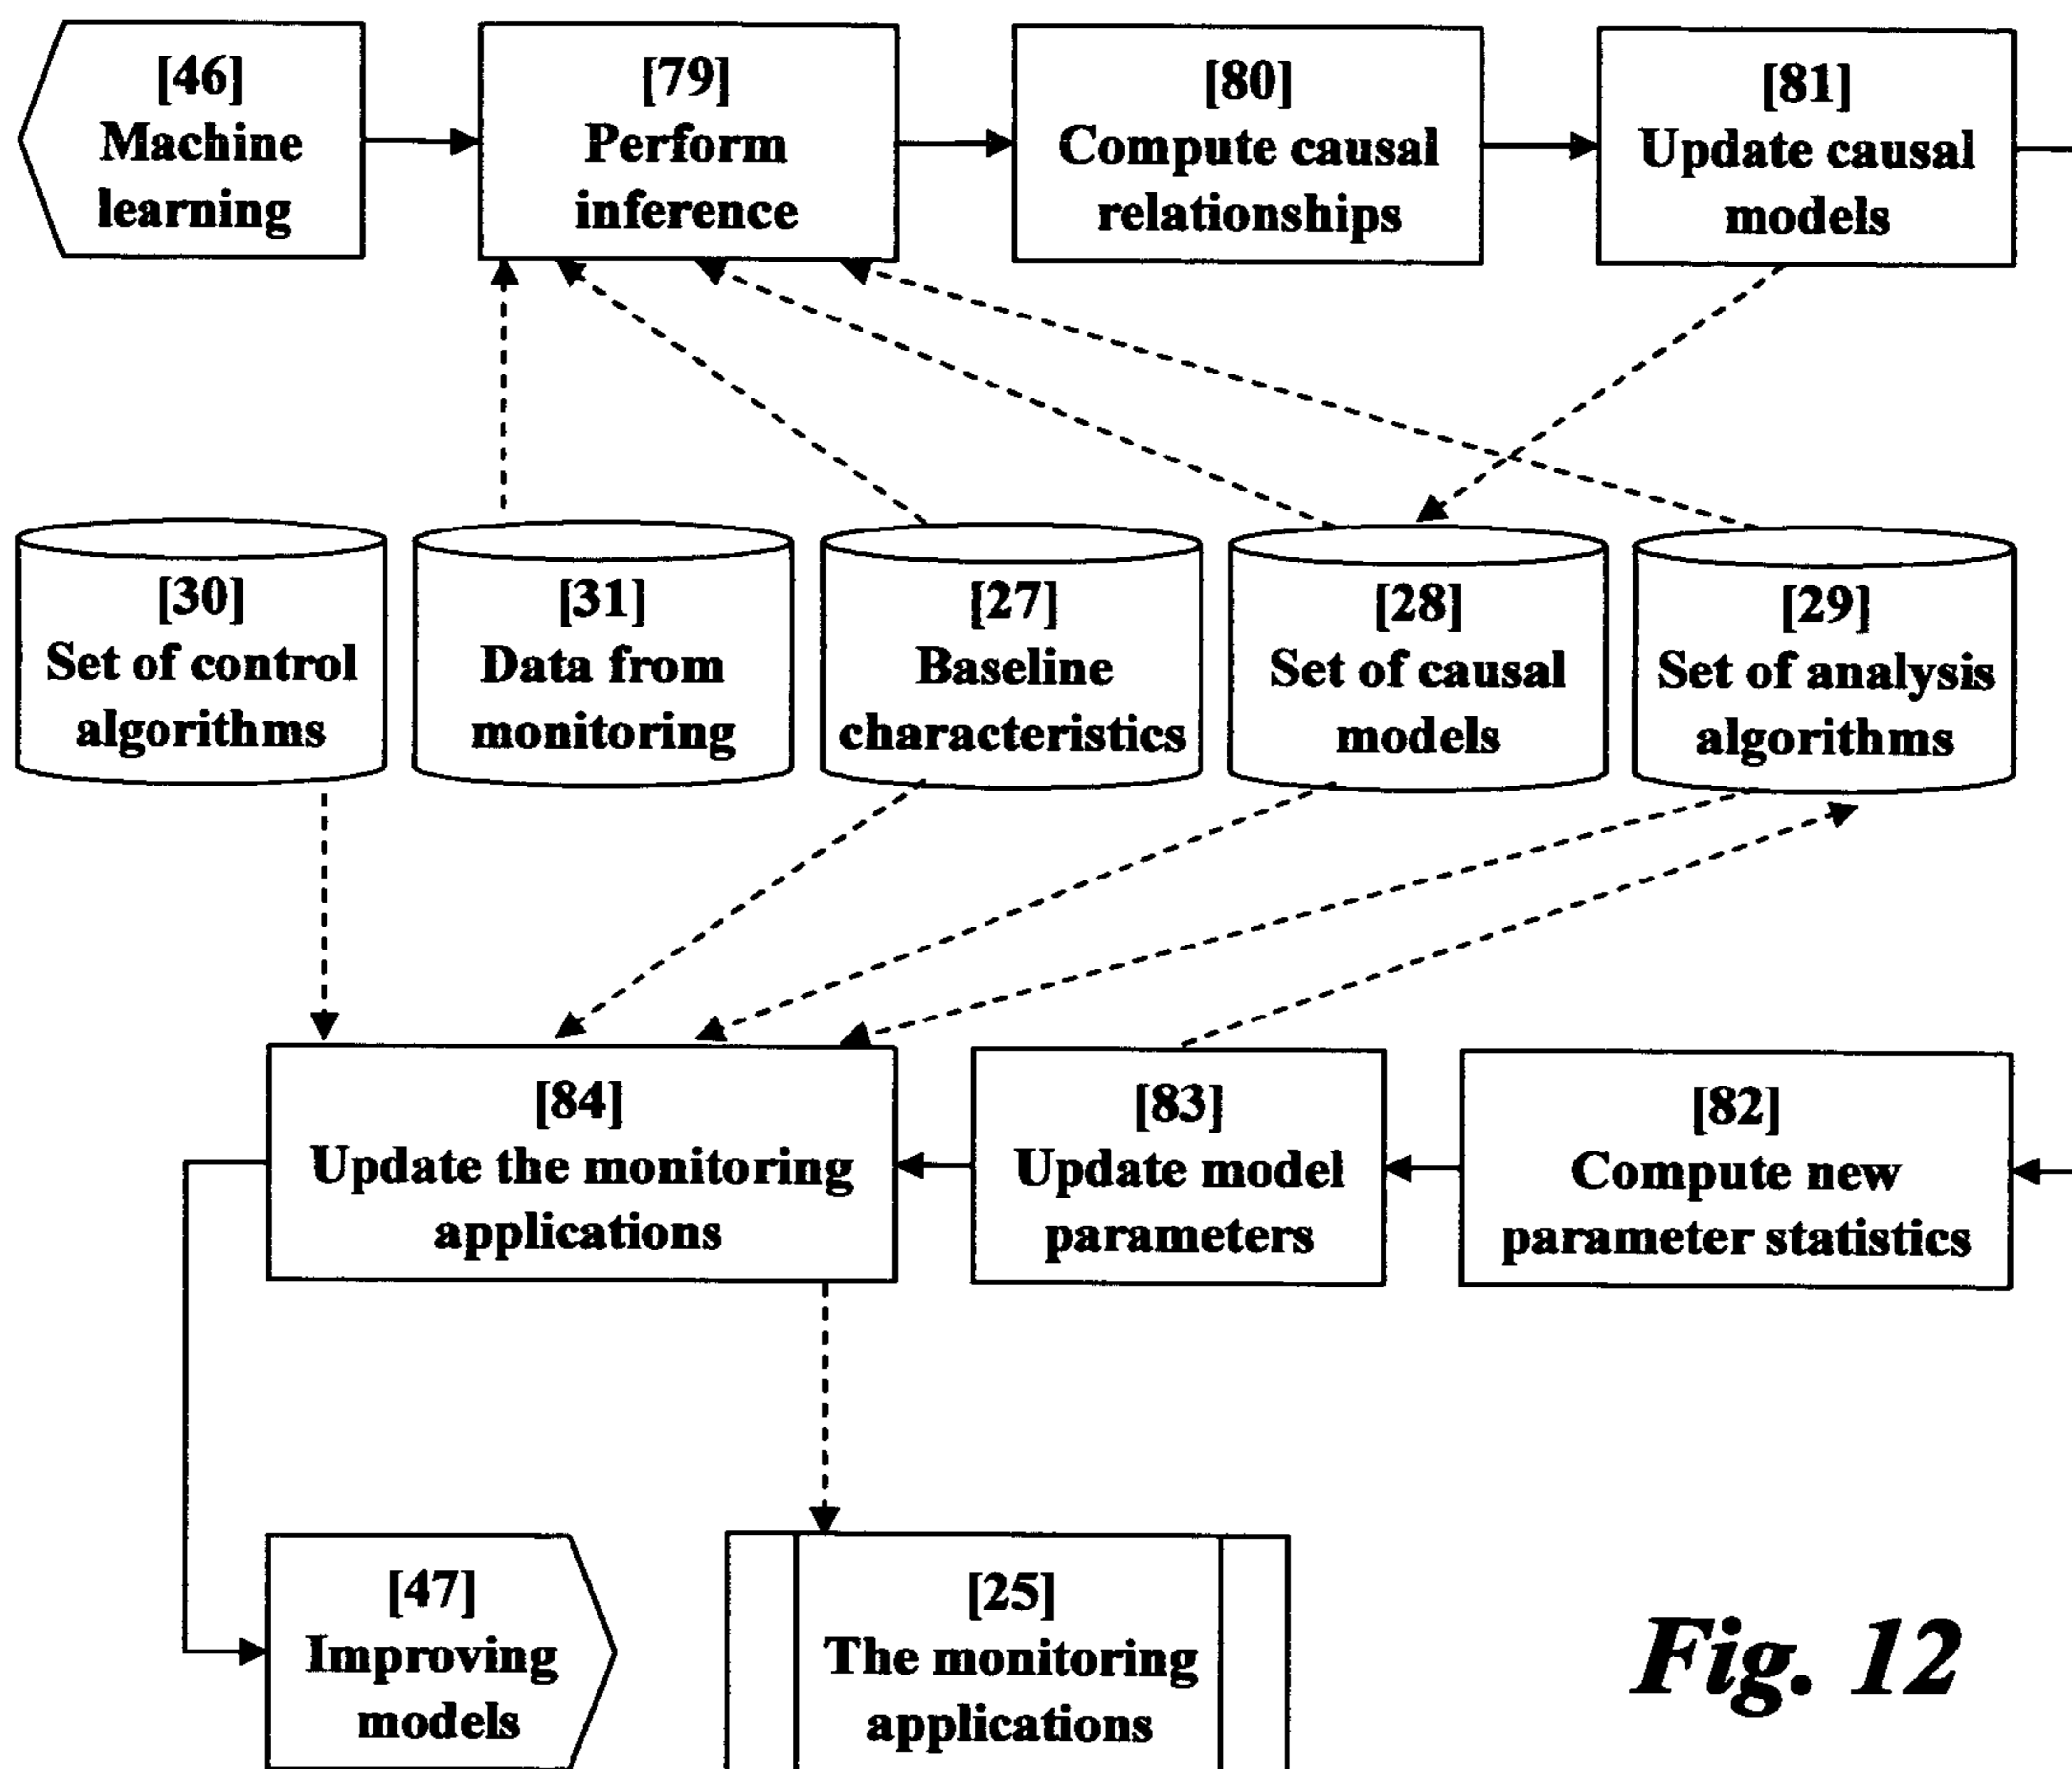 [46]
Machine
learning
[79]
Perform
inference
[80]
Compute causal
relationships
[81]
Update causal
models
[30]
Set of control
algorithms
[31]
Data from
monitoring
[27]
Baseline
characteristics
[28]
Set of causal
models
[29]
Set of analysis
algorithms
[84]
Update the monitoring
applications
[83]
Update model
parameters
[82]
Compute new
parameter statistics
[47]
Improving
models
[25]
The monitoring
applications
Fig. 12